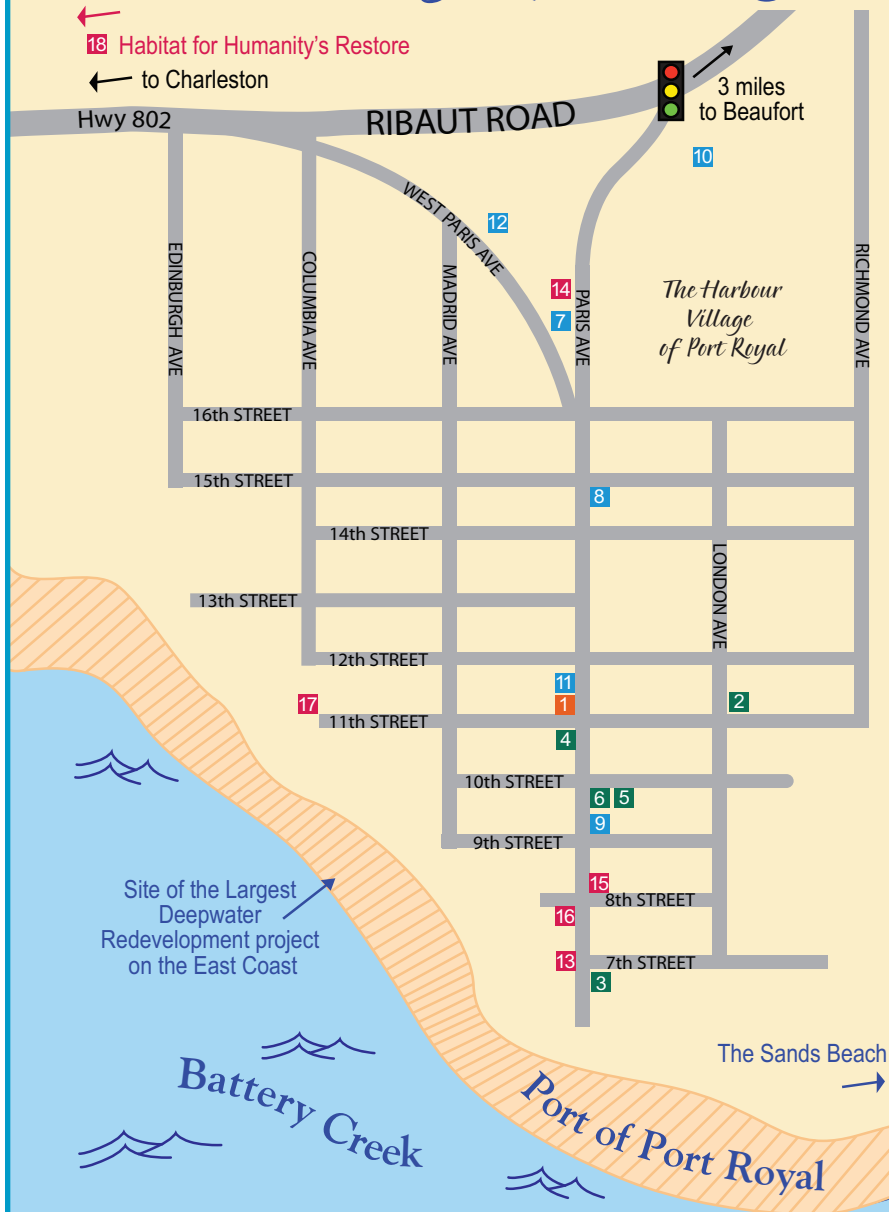 18 Habitat for Humanity's Restore
to Charleston
3 miles
to Beaufort
Hwy 802
RIBAUT ROAD
10
WEST PARIS AVE
12
EDINBURGH AVE
COLUMBIA AVE
MADRID AVE
14
PARIS AVE
7
The Harbour
Village
of Port Royal
RICHMOND AVE
16th STREET
15th STREET
8
14th STREET
LONDON AVE
13th STREET
12th STREET
11
17
1
2
11th STREET
4
10th STREET
6 5
9
9th STREET
15
8th STREET
16
13
7th STREET
3
Site of the Largest
Deepwater
Redevelopment project
on the East Coast
The Sands Beach
Battery Creek
Port of Port Royal